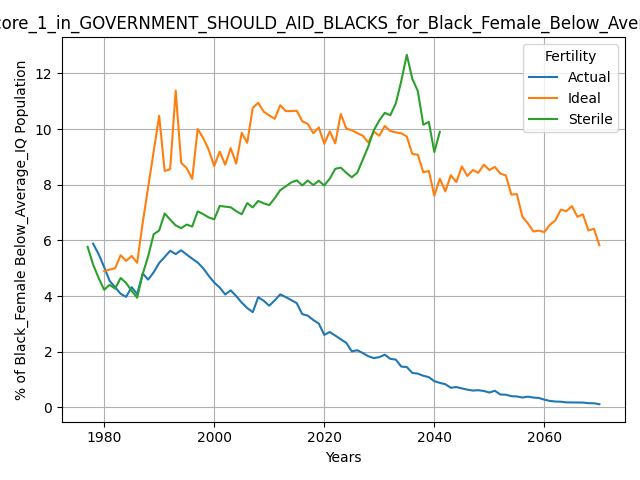 core_1_in_GOVERNMENT_SHOULD_AID_BLACKS_for_Black_Female_Below_Aver
% of Black_Female Below_Average_IQ Population
12
10
8
6
4
2
0
Fertility
Actual
Ideal
Sterile
1980
2000
2020
2040
2060
Years